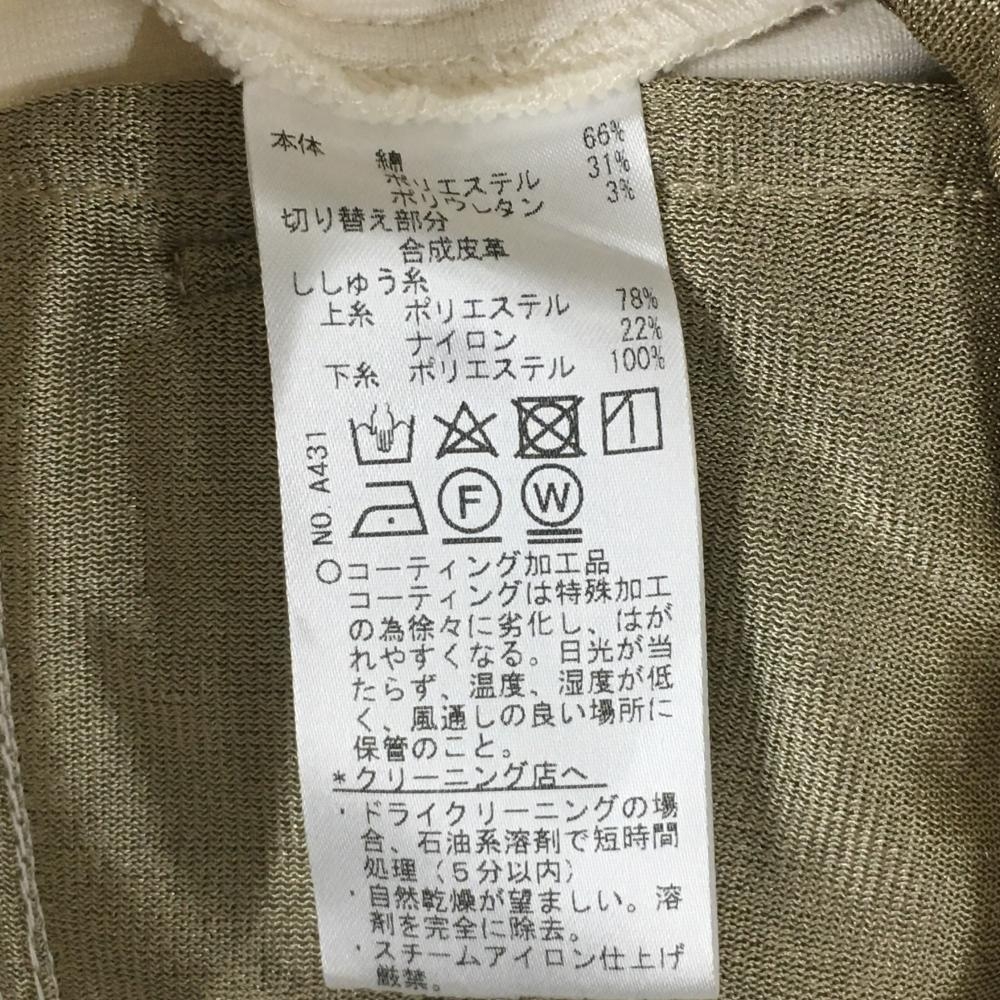 本体 綿 66%
ポリエステル 31%
ポリウレタン 3%
切り替え部分
合成皮革
ししゅう糸
上糸 ポリエステル 78%
ナイロン 22%
下糸 ポリエステル 100%
NO. A431
F W
○コーティング加工品
コーティングは特殊加工
の為徐々に劣化し、はが
れやすくなる。日光が当
たらず、温度、湿度が低
く、風通しの良い場所に
保管のこと。
*クリーニング店へ
・ドライクリーニングの場
合、石油系溶剤で短時間
処理(5分以内)
・自然乾燥が望ましい。溶
剤を完全に除去。
・スチームアイロン仕上げ
厳禁。